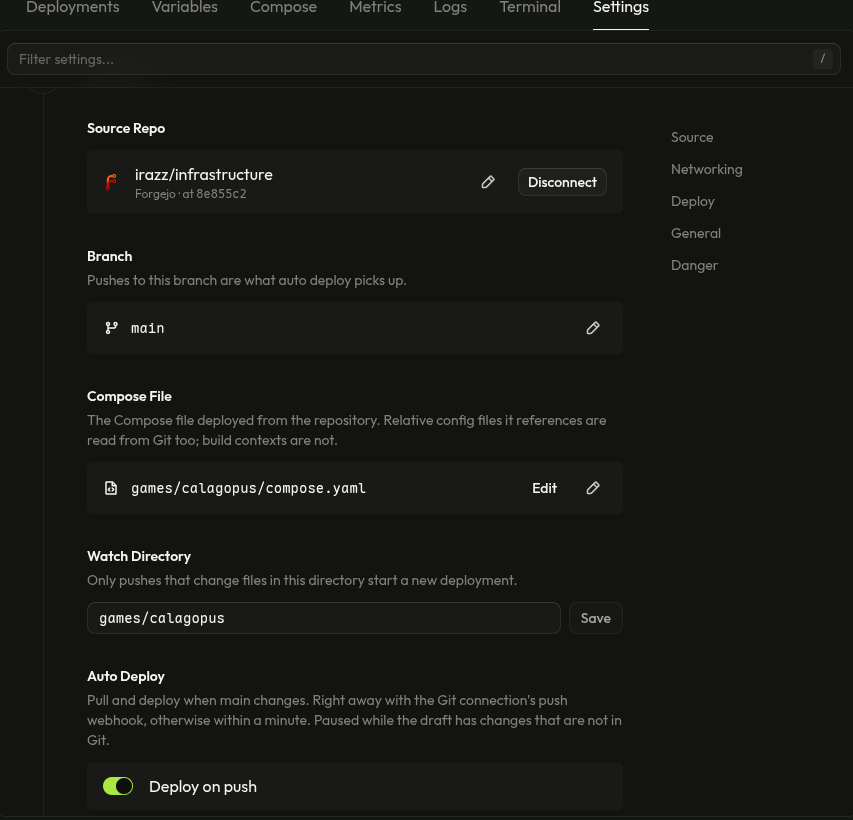 Deployments Variables Compose Metrics Logs Terminal Settings
Filter settings... /
Source Repo
irazz/infrastructure
Forgejo · at 8e855c2
Disconnect
Branch
Pushes to this branch are what auto deploy picks up.
main
Compose File
The Compose file deployed from the repository. Relative config files it references are
read from Git too; build contexts are not.
games/calagopus/compose.yaml
Edit
Watch Directory
Only pushes that change files in this directory start a new deployment.
games/calagopus
Save
Auto Deploy
Pull and deploy when main changes. Right away with the Git connection's push
webhook, otherwise within a minute. Paused while the draft has changes that are not in
Git.
Deploy on push
Source
Networking
Deploy
General
Danger